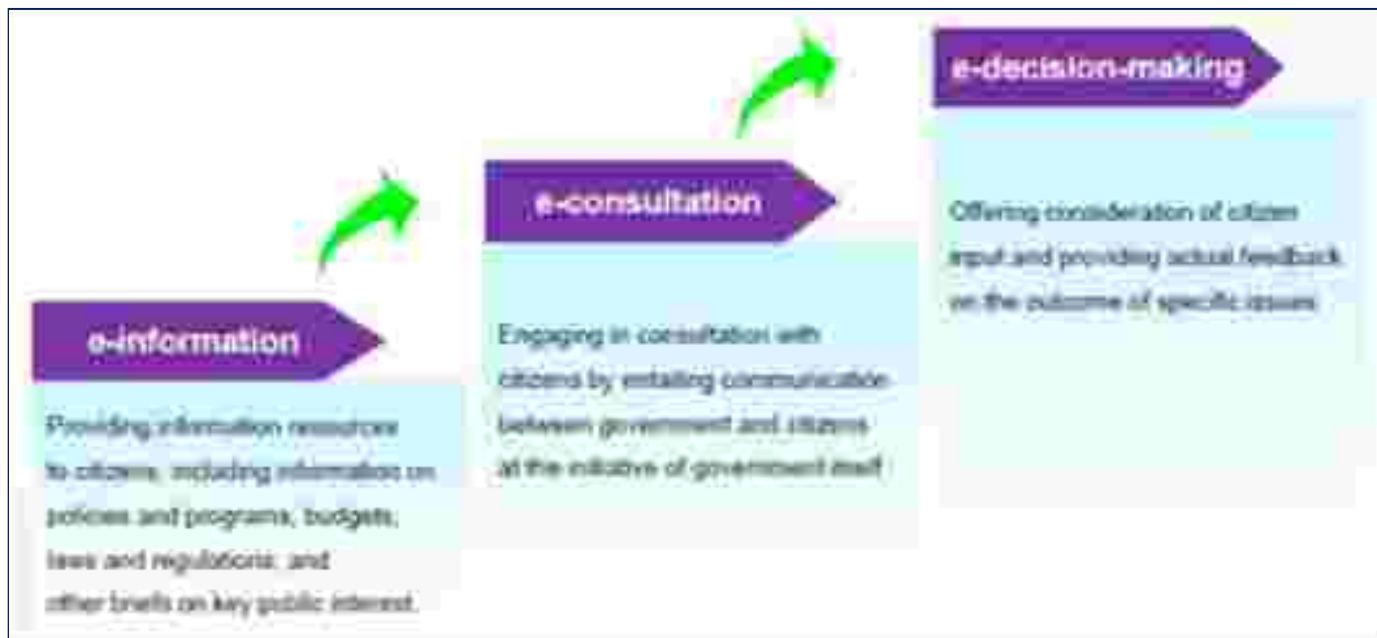 e-information
Providing information resources
to citizens, including information on
policies and programs, budgets,
laws and regulations, and
other briefs on key public interest.
e-consultation
Engaging in consultation with
citizens by entailing communication
between government and citizens
at the initiative of government itself
e-decision-making
Offering consideration of citizen
input and providing actual feedback
on the outcome of specific issues